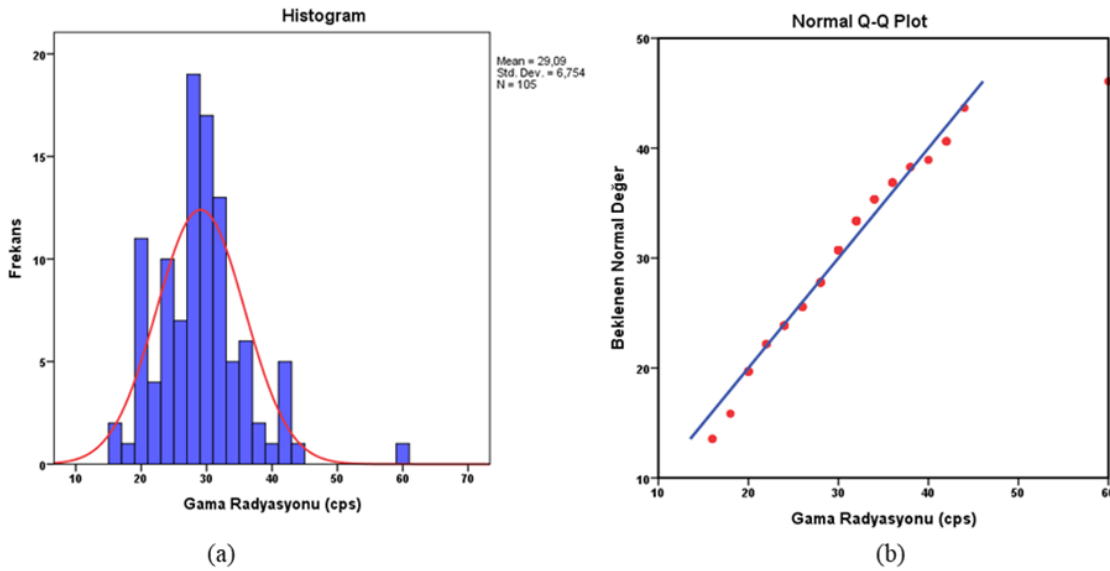 Histogram
Mean = 29,09
Std. Dev. = 6,754
N = 105
20
15
10
5
0
Frekans
10 20 30 40 50 60 70
Gama Radyasyonu (cps)
(a)
Normal Q-Q Plot
50
40
30
20
10
Beklenen Normal Değer
10 20 30 40 50 60
Gama Radyasyonu (cps)
(b)